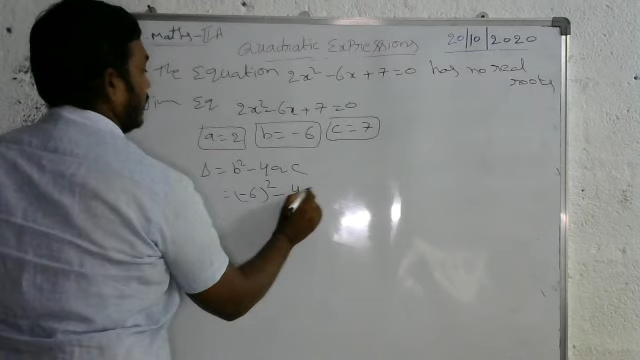 Maths-IIA
Quadratic Expressions 20/10/2020
The Equation 2x²-6x+7=0 has no real
roots
Eq 2x²-6x+7=0
a=2 b=-6 c=7
Δ = b²-4ac
= (-6)²-4